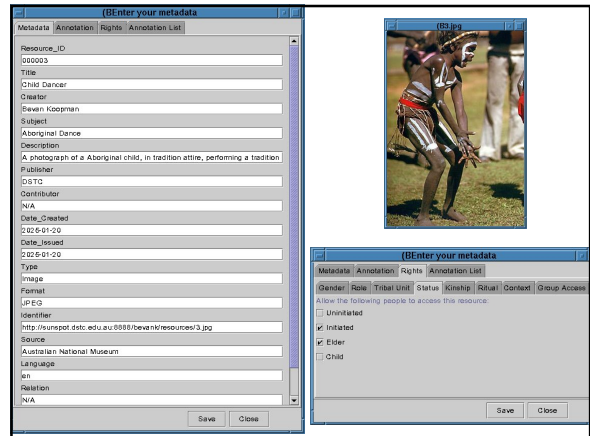 (BEnter your metadata
Metadata Annotation Rights Annotation List
Resource_ID
000003
Title
Child Dancer
Creator
Bevan Koopman
Subject
Aboriginal Dance
Description
A photograph of a Aboriginal child, in tradition attire, performing a tradition
Publisher
DSTC
Contributor
N/A
Date_Created
2025-01-20
Date_Issued
2025-01-20
Type
Image
Format
JPEG
Identifier
http://sunspot.dstc.edu.au:8888/bevank/resources/3.jpg
Source
Australian National Museum
Language
en
Relation
N/A
Save Close
(B3.jpg
(BEnter your metadata
Metadata Annotation Rights Annotation List
Gender Role Tribal Unit Status Kinship Ritual Context Group Access
Allow the following people to access this resource:
Uninitiated
Initiated
Elder
Child
Save Close